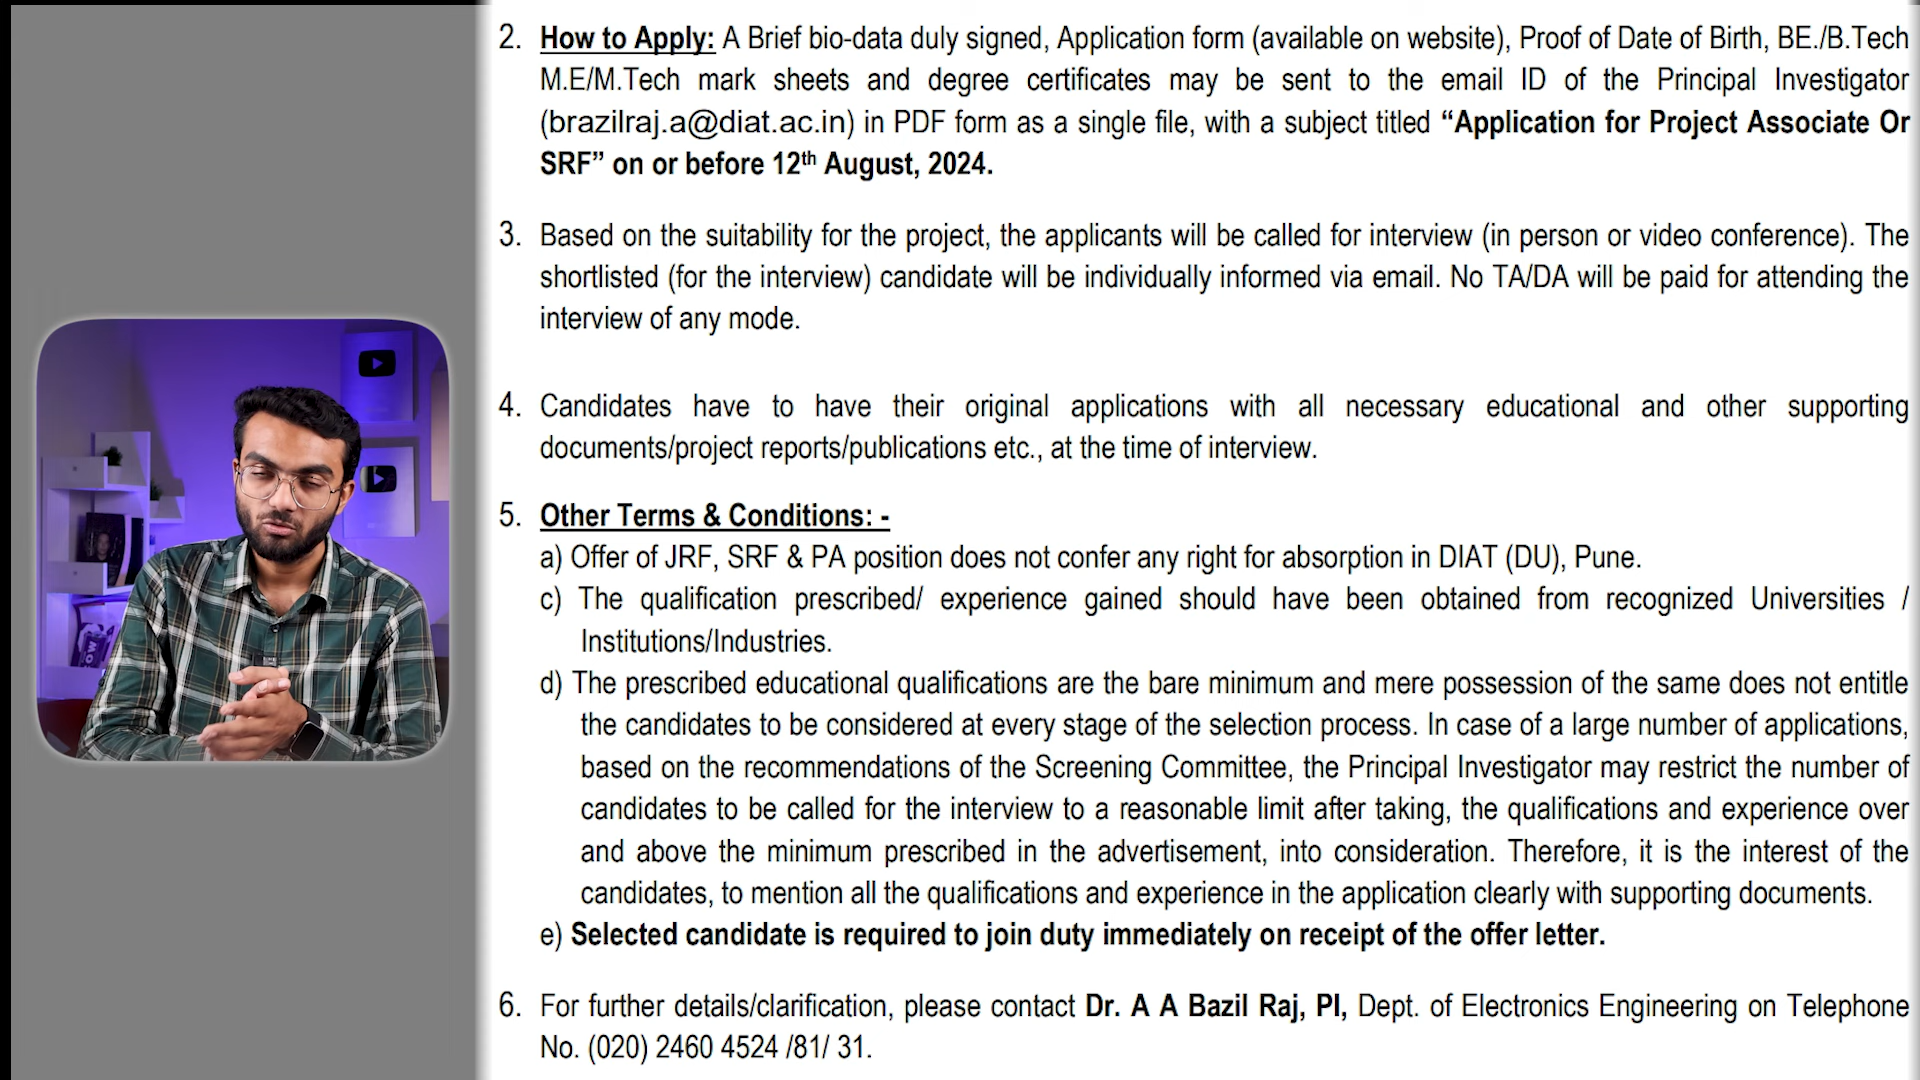 2. How to Apply: A Brief bio-data duly signed, Application form (available on website), Proof of Date of Birth, BE./B.Tech
M.E/M.Tech mark sheets and degree certificates may be sent to the email ID of the Principal Investigator
(brazilraj.a@diat.ac.in) in PDF form as a single file, with a subject titled “Application for Project Associate Or
SRF” on or before 12th August, 2024.
3. Based on the suitability for the project, the applicants will be called for interview (in person or video conference). The
shortlisted (for the interview) candidate will be individually informed via email. No TA/DA will be paid for attending the
interview of any mode.
4. Candidates have to have their original applications with all necessary educational and other supporting
documents/project reports/publications etc., at the time of interview.
5. Other Terms & Conditions: -
a) Offer of JRF, SRF & PA position does not confer any right for absorption in DIAT (DU), Pune.
c) The qualification prescribed/ experience gained should have been obtained from recognized Universities /
Institutions/Industries.
d) The prescribed educational qualifications are the bare minimum and mere possession of the same does not entitle
the candidates to be considered at every stage of the selection process. In case of a large number of applications,
based on the recommendations of the Screening Committee, the Principal Investigator may restrict the number of
candidates to be called for the interview to a reasonable limit after taking, the qualifications and experience over
and above the minimum prescribed in the advertisement, into consideration. Therefore, it is the interest of the
candidates, to mention all the qualifications and experience in the application clearly with supporting documents.
e) Selected candidate is required to join duty immediately on receipt of the offer letter.
6. For further details/clarification, please contact Dr. A A Bazil Raj, PI, Dept. of Electronics Engineering on Telephone
No. (020) 2460 4524 /81/ 31.